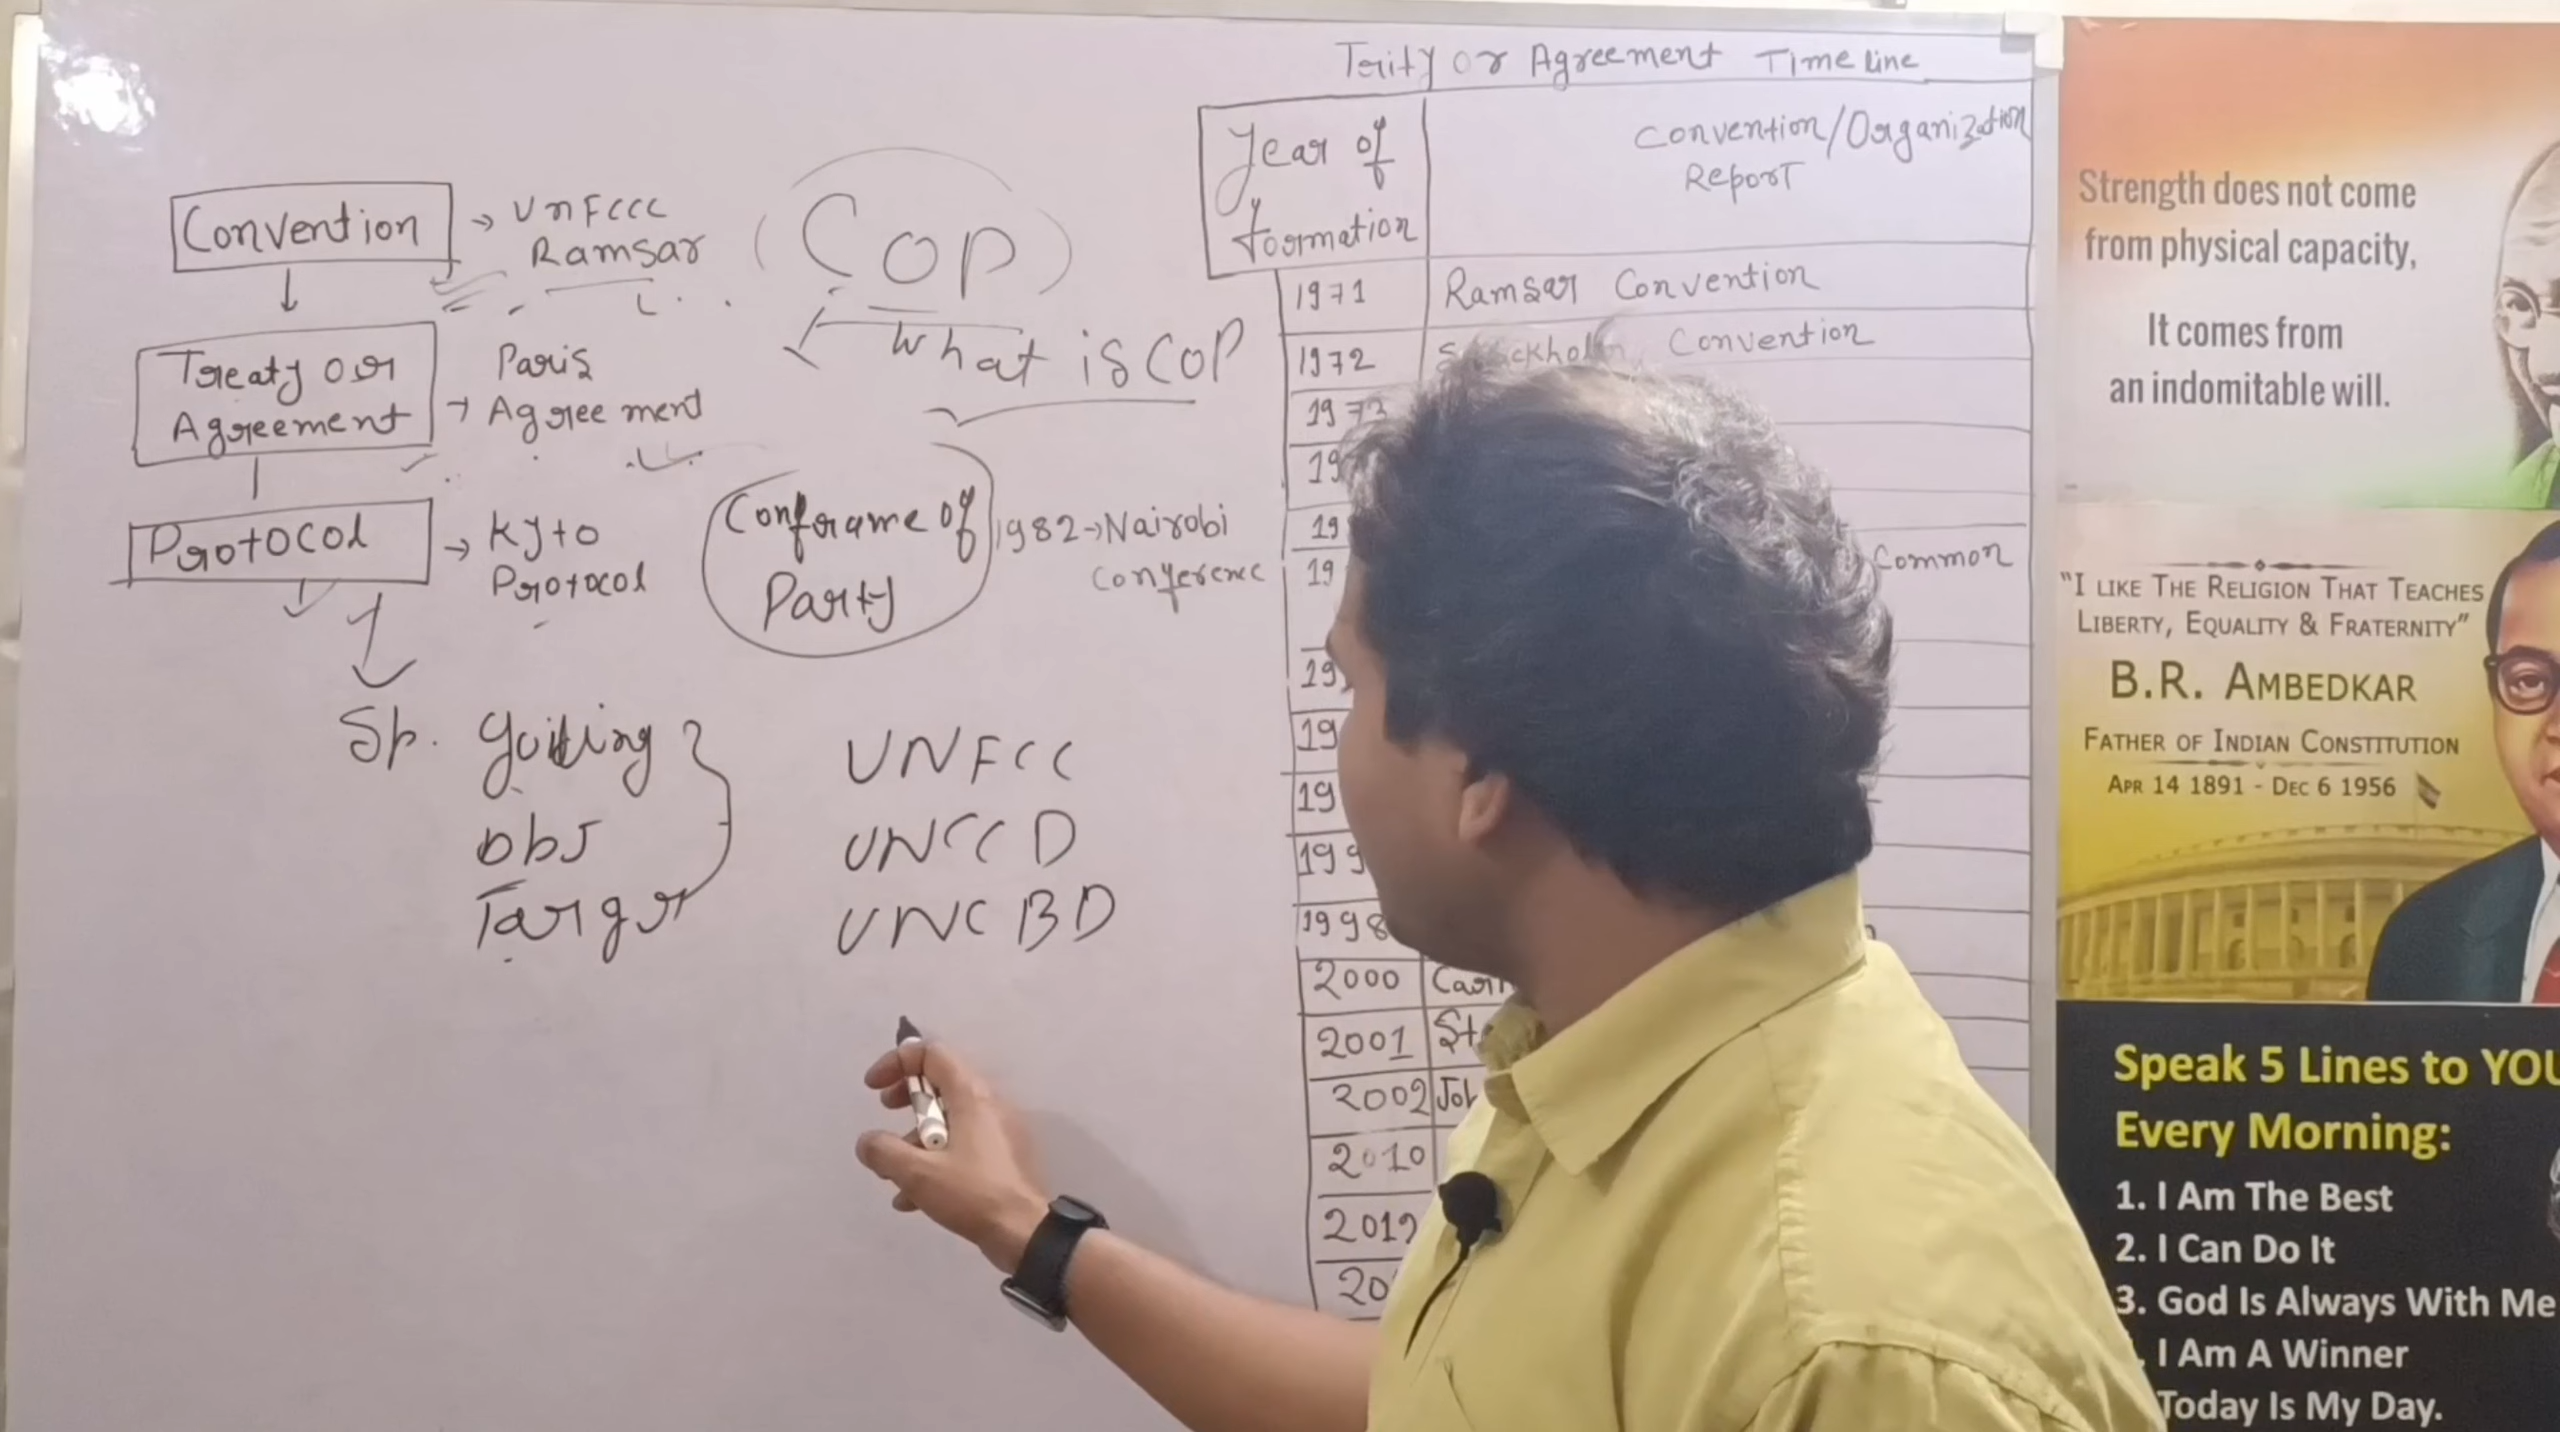 Convention
→ UnFCCC
Ramsar
Treaty or
Agreement
→ Paris
Agreement
Protocol
→ Kyto
Protocol
Sp.
obj
Target
(COP)
What is COP
Conframe of
Party
1982→Nairobi
Conference
UNFCC
UNCCD
UNCBD
Terity or Agreement Time line
Year of
formation
Convention/Organization
Report
1971 Ramsar Convention
1972 Convention
1973
Common
1998
2000
2001
2002
2010
2012
Strength does not come
from physical capacity,
It comes from
an indomitable will.
"I LIKE THE RELIGION THAT TEACHES
LIBERTY, EQUALITY & FRATERNITY"
B.R. AMBEDKAR
FATHER OF INDIAN CONSTITUTION
APR 14 1891 - DEC 6 1956
Speak 5 Lines to
Every Morning:
1. I Am The Best
2. I Can Do It
3. God Is Always With Me
I Am A Winner
Today Is My Day.